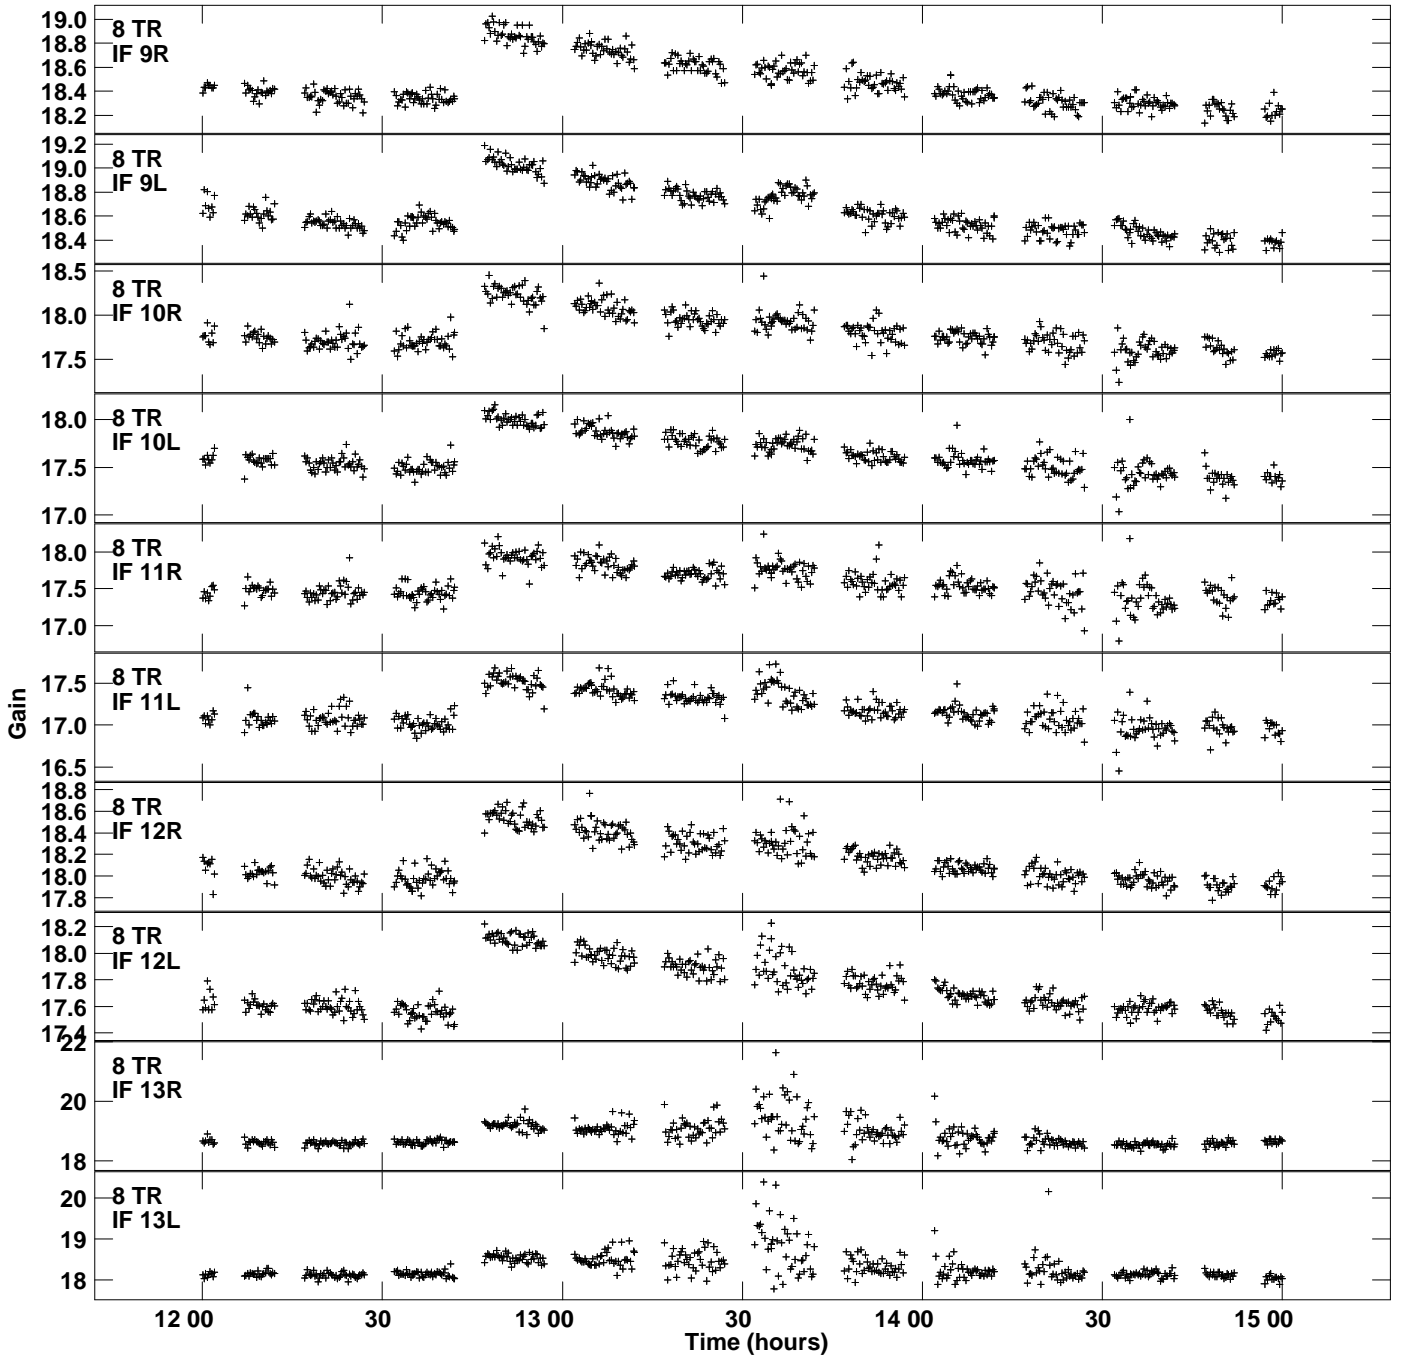 19.0
18.8
18.6
18.4
18.2
8 TR
IF 9R
19.2
19.0
18.8
18.6
18.4
8 TR
IF 9L
18.5
18.0
17.5
8 TR
IF 10R
18.0
17.5
17.0
8 TR
IF 10L
18.0
17.5
17.0
8 TR
IF 11R
17.5
17.0
16.5
8 TR
IF 11L
Gain
18.8
18.6
18.4
18.2
18.0
17.8
8 TR
IF 12R
18.2
18.0
17.8
17.6
17.4
8 TR
IF 12L
22
20
18
8 TR
IF 13R
20
19
18
8 TR
IF 13L
12 00 30 13 00 30 14 00 30 15 00
Time (hours)